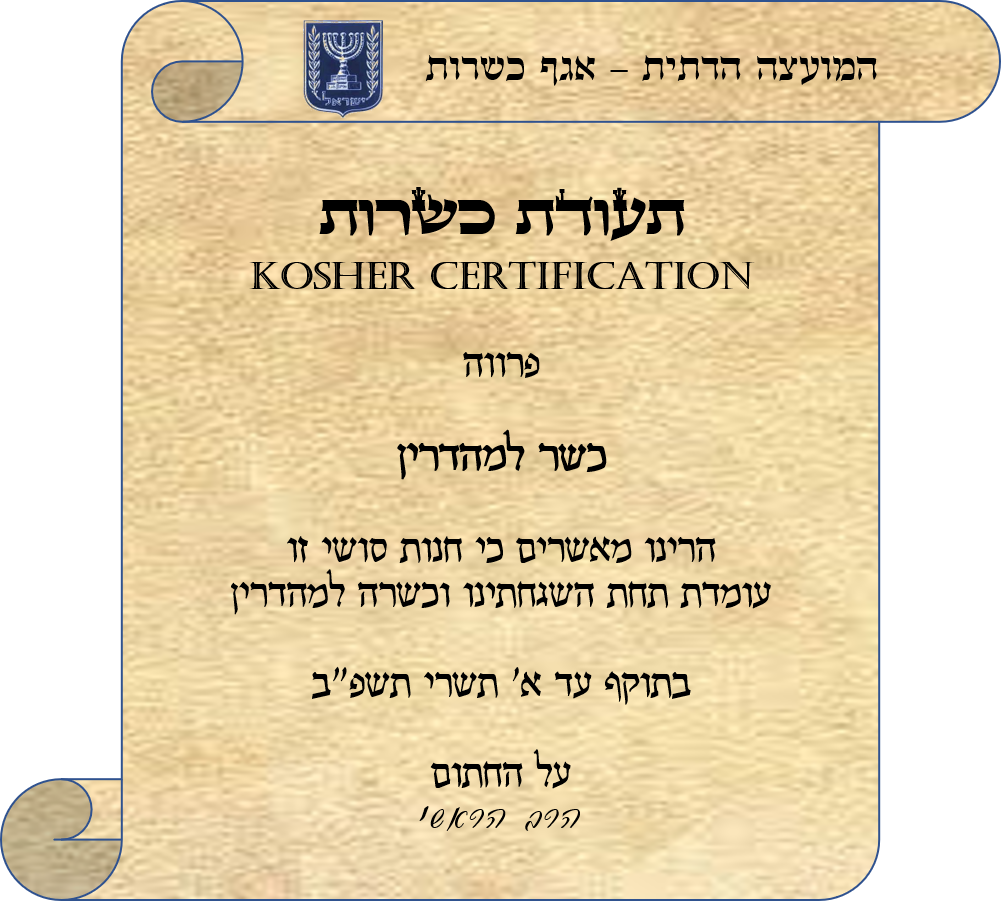 המועצה הדתית – אגף כשרות
ישראל
תעודת כשרות
KOSHER CERTIFICATION
פרווה
כשר למהדרין
הרינו מאשרים כי חנות סושי זו
עומדת תחת השגחתינו וכשרה למהדרין
בתוקף עד א' תשרי תשפ"ב
על החתום
הרב הראשי